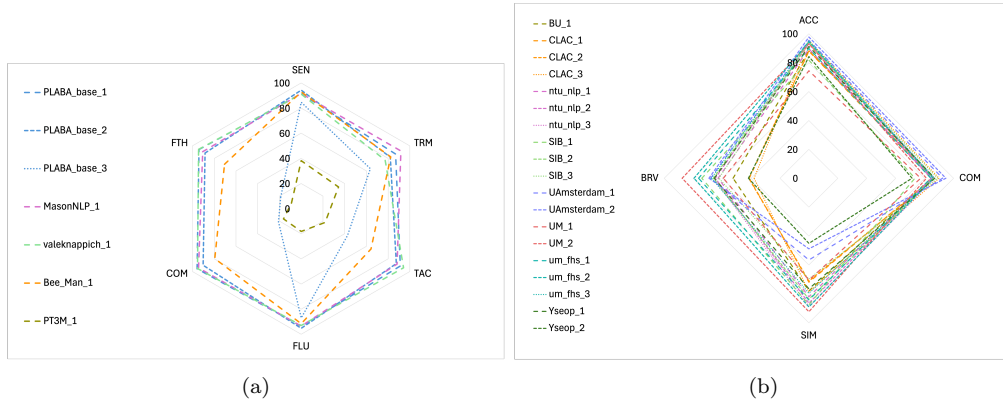 SEN
100
80
60
40
20
0
TRM
TAC
FLU
COM
FTH
PLABA_base_1
PLABA_base_2
PLABA_base_3
MasonNLP_1
valeknappich_1
Bee_Man_1
PT3M_1
(a)
ACC
100
80
60
40
20
0
COM
SIM
BRV
BU_1
CLAC_1
CLAC_2
CLAC_3
ntu_nlp_1
ntu_nlp_2
ntu_nlp_3
SIB_1
SIB_2
SIB_3
UAmsterdam_1
UAmsterdam_2
UM_1
UM_2
um_fhs_1
um_fhs_2
um_fhs_3
Yseop_1
Yseop_2
(b)